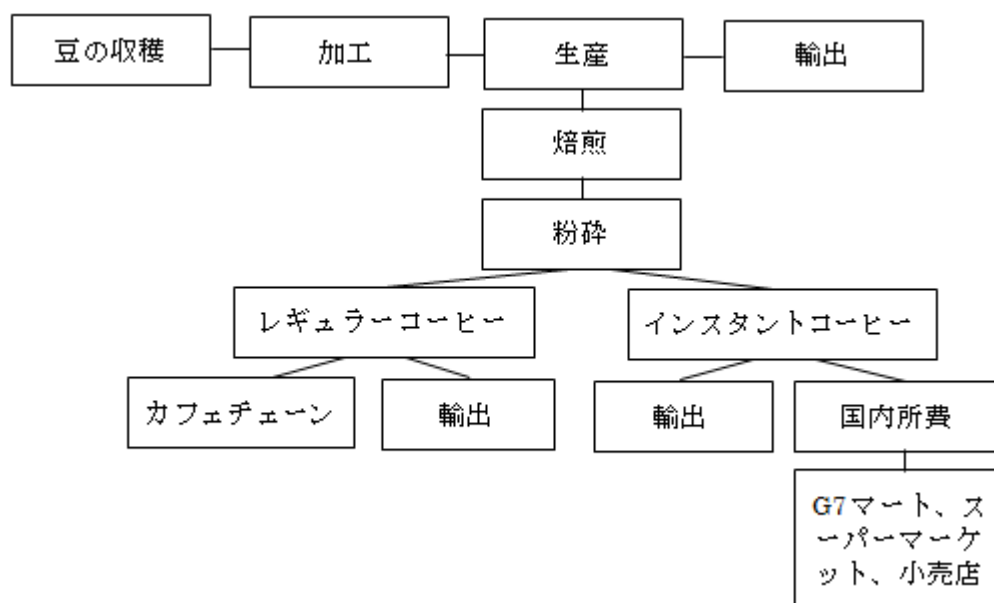 豆の収穫
加工
生産
輸出
焙煎
粉砕
レギュラーコーヒー
インスタントコーヒー
カフェチェーン
輸出
輸出
国内所費
G7マート、ス
ーパーマーケ
ット、小売店